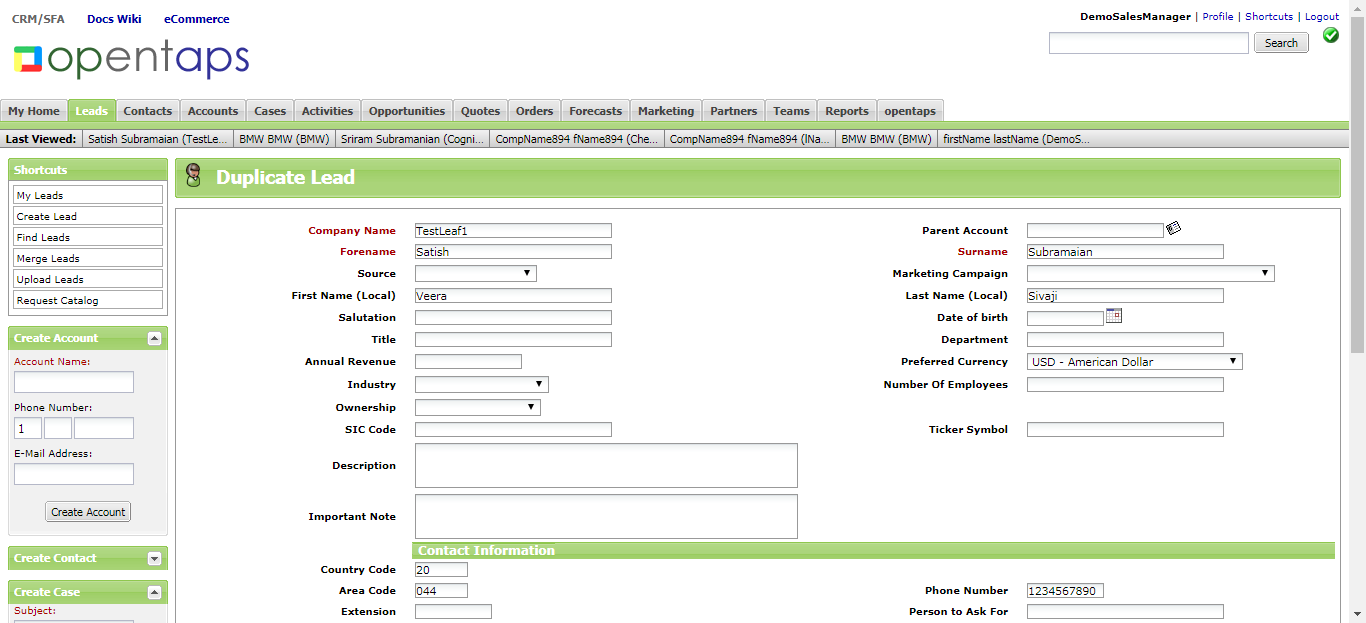 CRM/SFA Docs Wiki eCommerce
DemoSalesManager | Profile | Shortcuts | Logout
opentaps
Search
My Home Leads Contacts Accounts Cases Activities Opportunities Quotes Orders Forecasts Marketing Partners Teams Reports opentaps
Last Viewed: Satish Subramaian (TestLe... BMW BMW (BMW) Sriram Subramanian (Cogni... CompName894 fName894 (Che... CompName894 fName894 (lNa... BMW BMW (BMW) firstName lastName (DemoS...
Shortcuts
My Leads
Create Lead
Find Leads
Merge Leads
Upload Leads
Request Catalog
Create Account
Account Name:
Phone Number:
1
E-Mail Address:
Create Account
Create Contact
Create Case
Subject:
Duplicate Lead
Company Name TestLeaf1 Parent Account
Forename Satish Surname Subramaian
Source Marketing Campaign
First Name (Local) Veera Last Name (Local) Sivaji
Salutation Date of birth
Title Department
Annual Revenue Preferred Currency USD - American Dollar
Industry Number Of Employees
Ownership
SIC Code Ticker Symbol
Description
Important Note
Contact Information
Country Code 20
Area Code 044 Phone Number 1234567890
Extension Person to Ask For